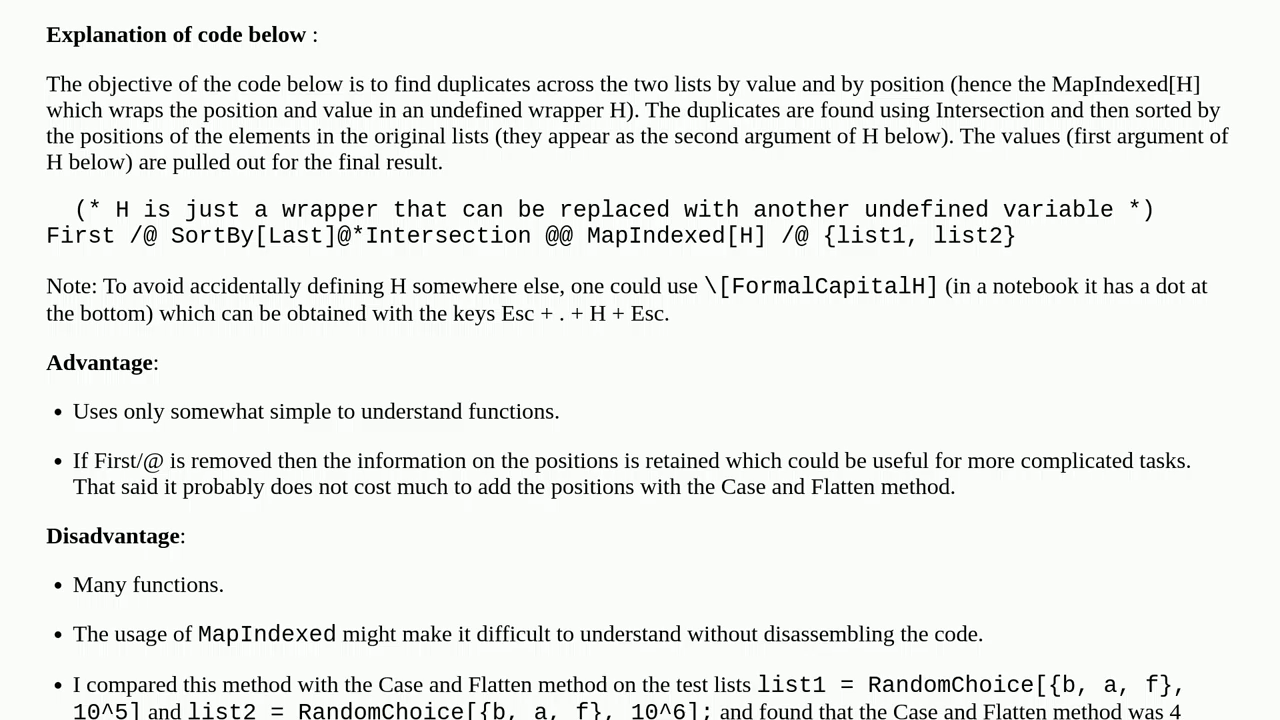 Explanation of code below :
The objective of the code below is to find duplicates across the two lists by value and by position (hence the MapIndexed[H]
which wraps the position and value in an undefined wrapper H). The duplicates are found using Intersection and then sorted by
the positions of the elements in the original lists (they appear as the second argument of H below). The values (first argument of
H below) are pulled out for the final result.
(* H is just a wrapper that can be replaced with another undefined variable *)
First /@ SortBy[Last]@*Intersection @@ MapIndexed[H] /@ {list1, list2}
Note: To avoid accidentally defining H somewhere else, one could use \[FormalCapitalH] (in a notebook it has a dot at
the bottom) which can be obtained with the keys Esc + . + H + Esc.
Advantage:
• Uses only somewhat simple to understand functions.
• If First/@ is removed then the information on the positions is retained which could be useful for more complicated tasks.
That said it probably does not cost much to add the positions with the Case and Flatten method.
Disadvantage:
• Many functions.
• The usage of MapIndexed might make it difficult to understand without disassembling the code.
• I compared this method with the Case and Flatten method on the test lists list1 = RandomChoice[{b, a, f},
10^5] and list2 = RandomChoice[{b, a, f}, 10^6]; and found that the Case and Flatten method was 4